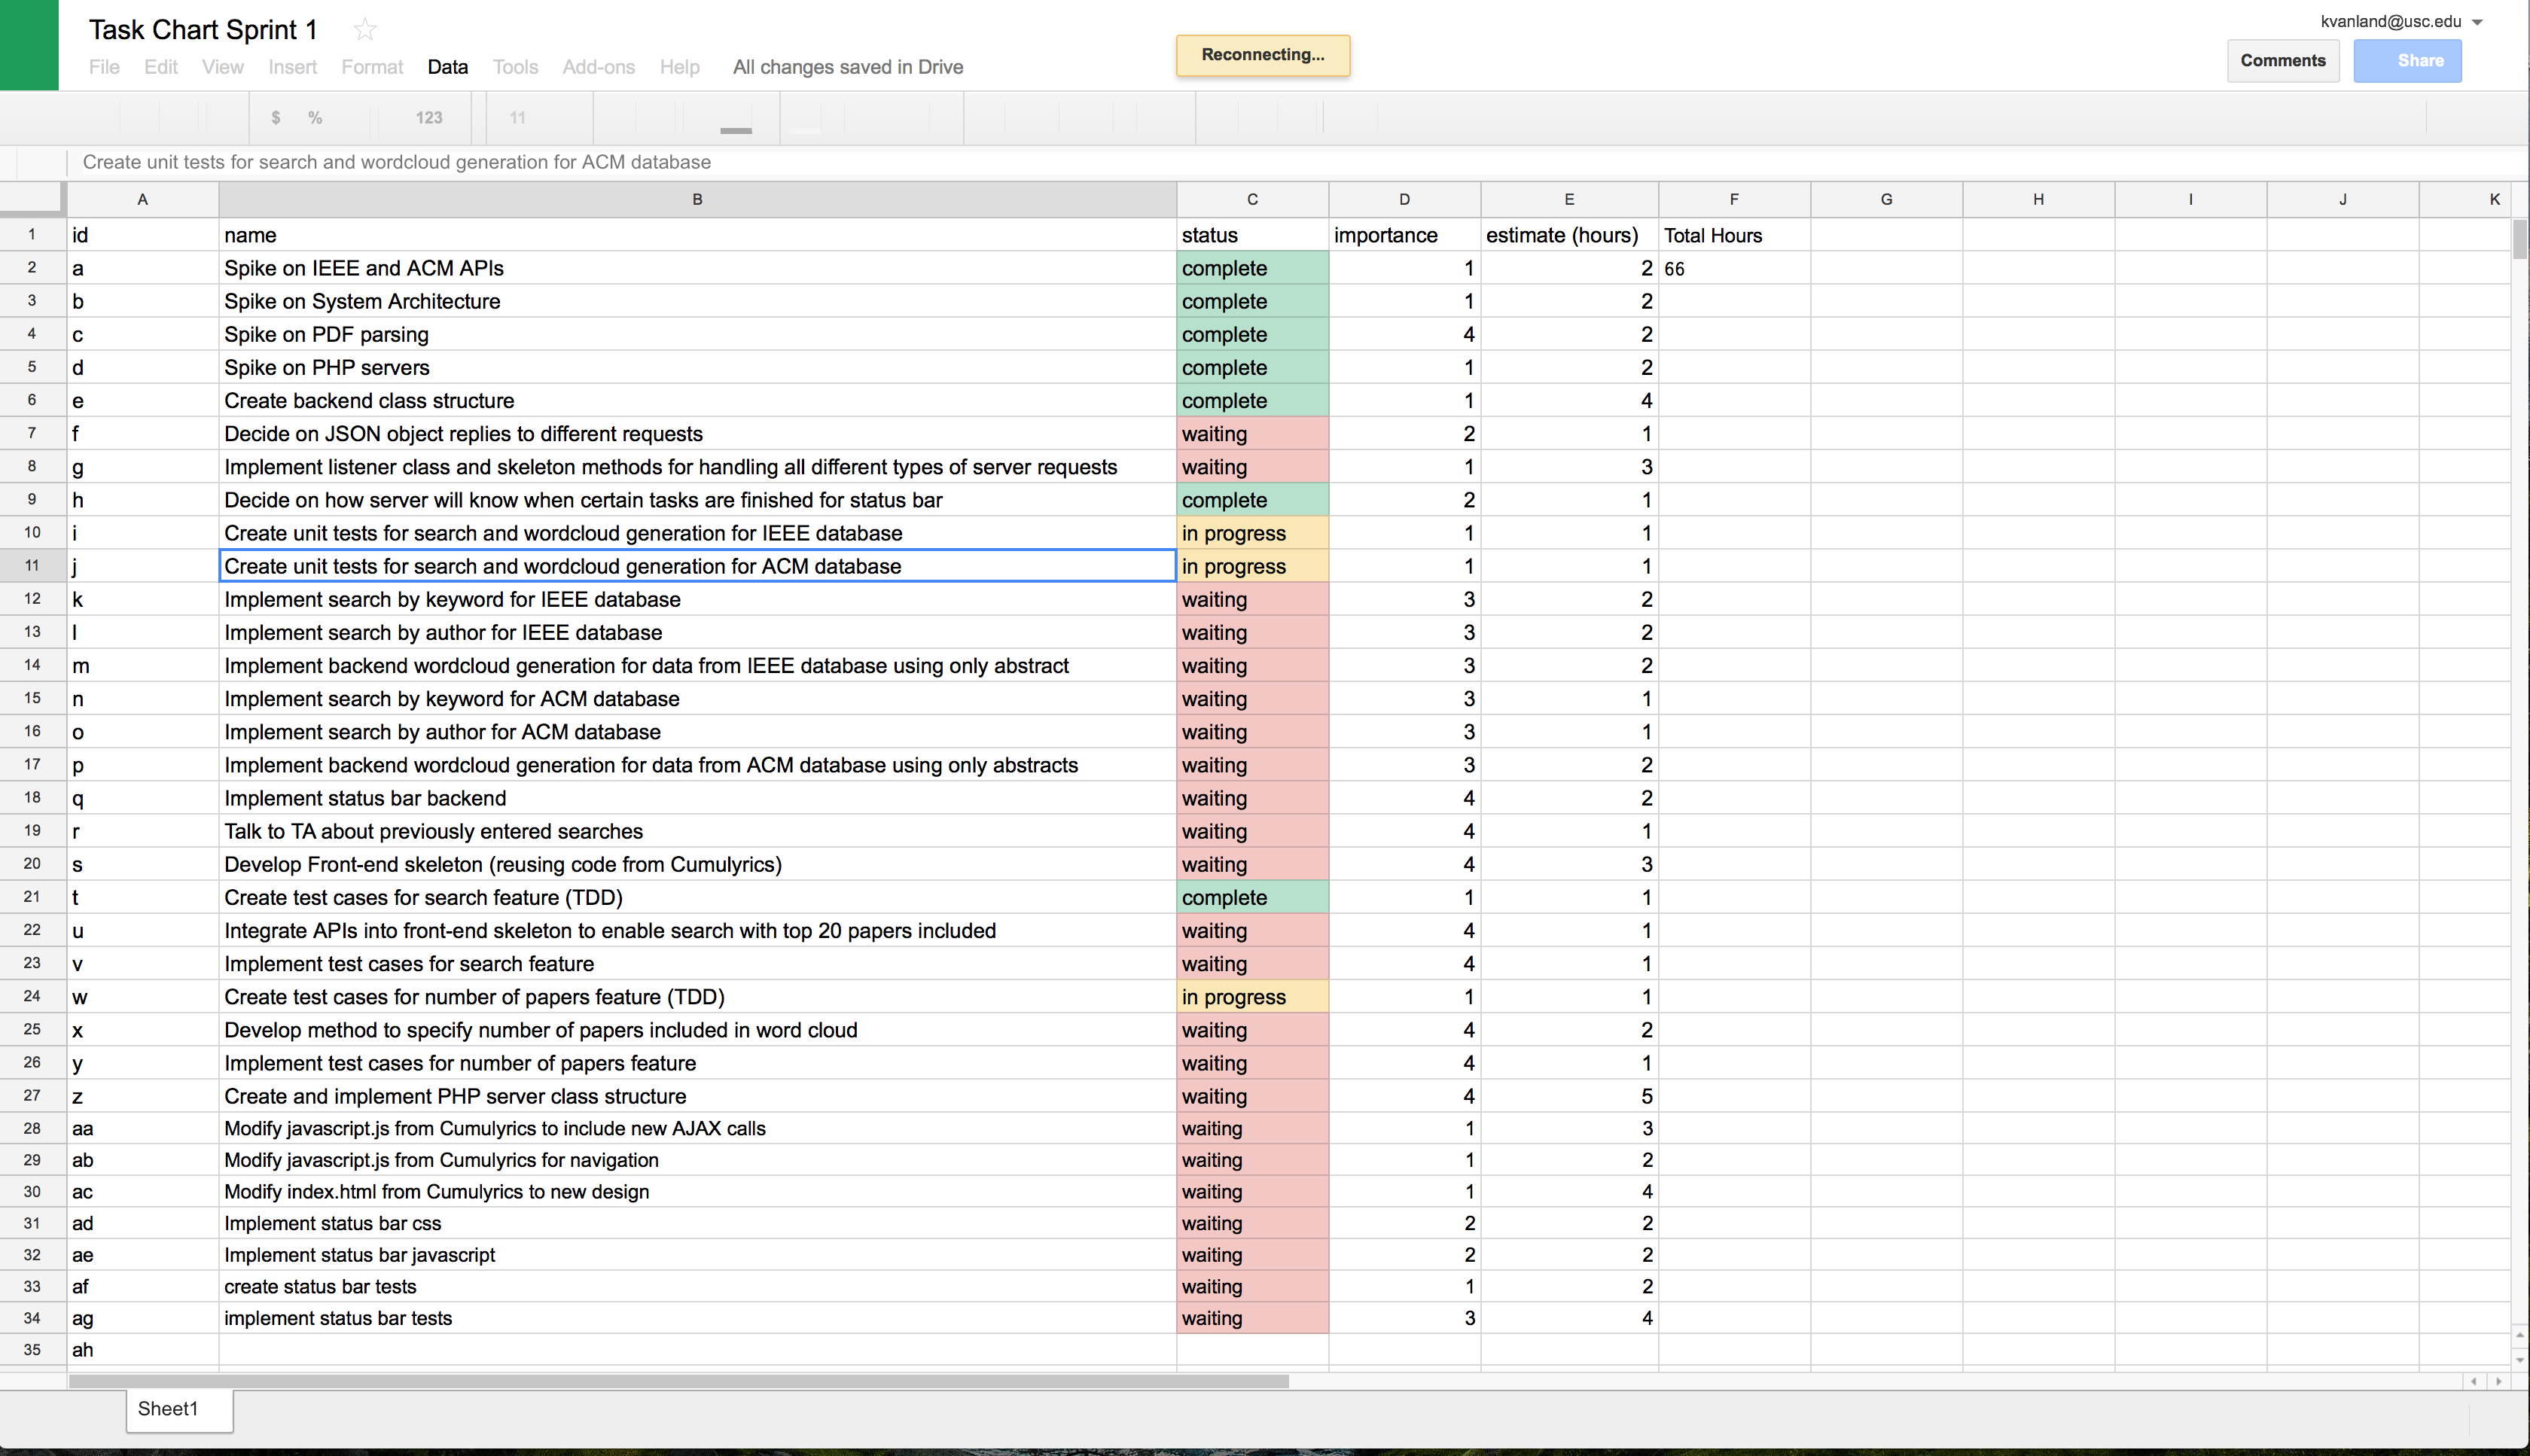 Task Chart Sprint 1
kvanland@usc.edu
File Edit View Insert Format Data Tools Add-ons Help All changes saved in Drive
Reconnecting...
Comments
Share
$ % 123 11
Create unit tests for search and wordcloud generation for ACM database
A B C D E F G H I J K
1 id name status importance estimate (hours) Total Hours
2 a Spike on IEEE and ACM APIs complete 1 2 66
3 b Spike on System Architecture complete 1 2
4 c Spike on PDF parsing complete 4 2
5 d Spike on PHP servers complete 1 2
6 e Create backend class structure complete 1 4
7 f Decide on JSON object replies to different requests waiting 2 1
8 g Implement listener class and skeleton methods for handling all different types of server requests waiting 1 3
9 h Decide on how server will know when certain tasks are finished for status bar complete 2 1
10 i Create unit tests for search and wordcloud generation for IEEE database in progress 1 1
11 j Create unit tests for search and wordcloud generation for ACM database in progress 1 1
12 k Implement search by keyword for IEEE database waiting 3 2
13 l Implement search by author for IEEE database waiting 3 2
14 m Implement backend wordcloud generation for data from IEEE database using only abstract waiting 3 2
15 n Implement search by keyword for ACM database waiting 3 1
16 o Implement search by author for ACM database waiting 3 1
17 p Implement backend wordcloud generation for data from ACM database using only abstracts waiting 3 2
18 q Implement status bar backend waiting 4 2
19 r Talk to TA about previously entered searches waiting 4 1
20 s Develop Front-end skeleton (reusing code from Cumulyrics) waiting 4 3
21 t Create test cases for search feature (TDD) complete 1 1
22 u Integrate APIs into front-end skeleton to enable search with top 20 papers included waiting 4 1
23 v Implement test cases for search feature waiting 4 1
24 w Create test cases for number of papers feature (TDD) in progress 1 1
25 x Develop method to specify number of papers included in word cloud waiting 4 2
26 y Implement test cases for number of papers feature waiting 4 1
27 z Create and implement PHP server class structure waiting 4 5
28 aa Modify javascript.js from Cumulyrics to include new AJAX calls waiting 1 3
29 ab Modify javascript.js from Cumulyrics for navigation waiting 1 2
30 ac Modify index.html from Cumulyrics to new design waiting 1 4
31 ad Implement status bar css waiting 2 2
32 ae Implement status bar javascript waiting 2 2
33 af create status bar tests waiting 1 2
34 ag implement status bar tests waiting 3 4
35 ah
Sheet1